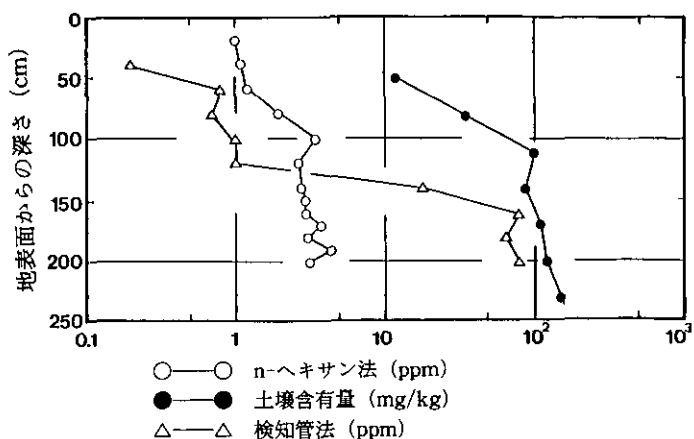 地表面からの深さ (cm)
0
50
100
150
200
250
0.1
1
10
10²
10³
n-ヘキサン法 (ppm)
土壌含有量 (mg/kg)
検知管法 (ppm)